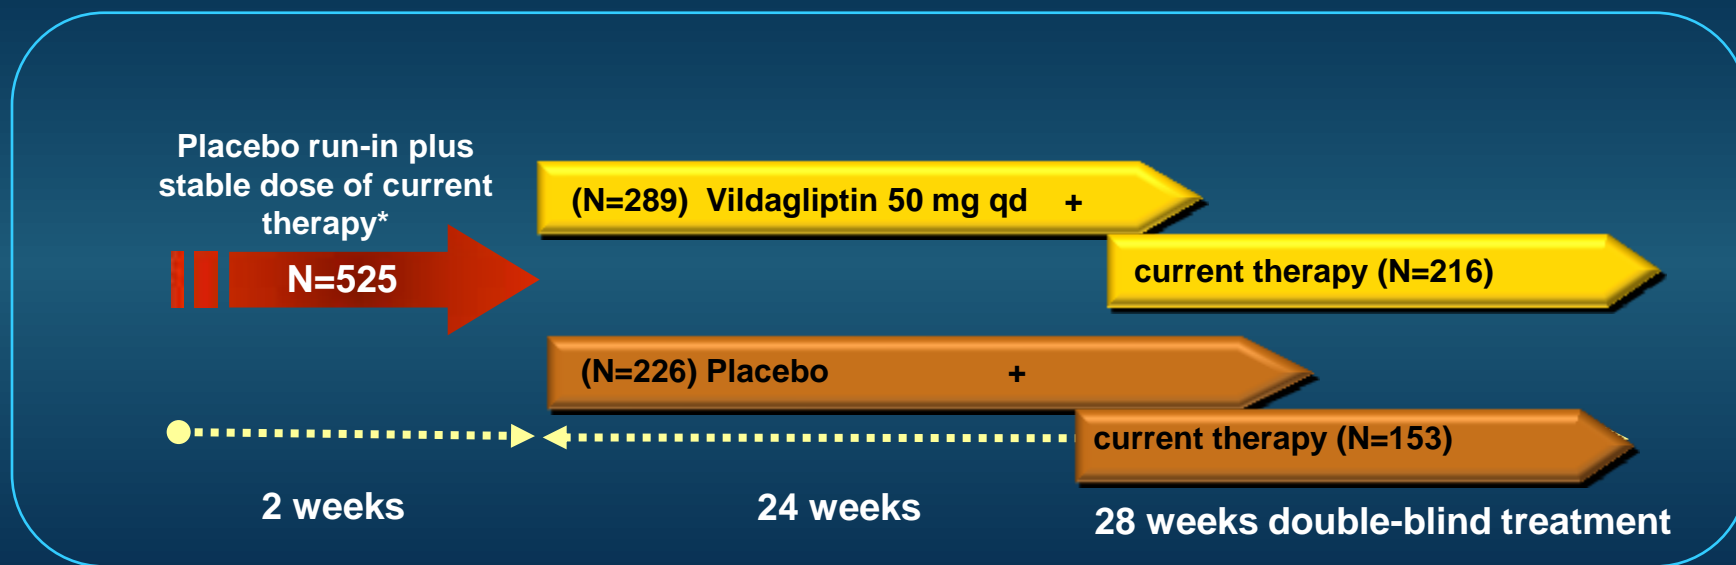 Placebo run-in plus
stable dose of current
therapy*
N=525
(N=289) Vildagliptin 50 mg qd +
current therapy (N=216)
(N=226) Placebo +
current therapy (N=153)
2 weeks
24 weeks
28 weeks double-blind treatment